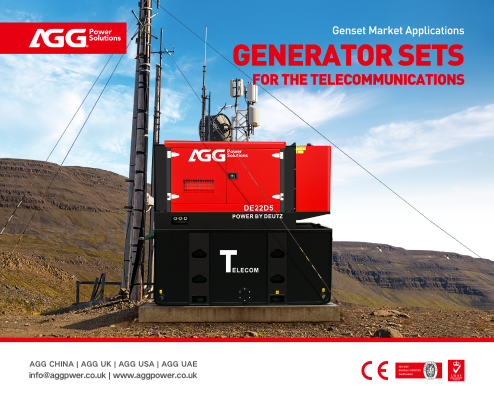 AGG Power
Solutions
Genset Market Applications
GENERATOR SETS
FOR THE TELECOMMUNICATIONS
AGG Power
Solutions
DE22D5
POWER BY DEUTZ
TELECOM
AGG CHINA | AGG UK | AGG USA | AGG UAE
info@aggpower.co.uk | www.aggpower.co.uk
CE